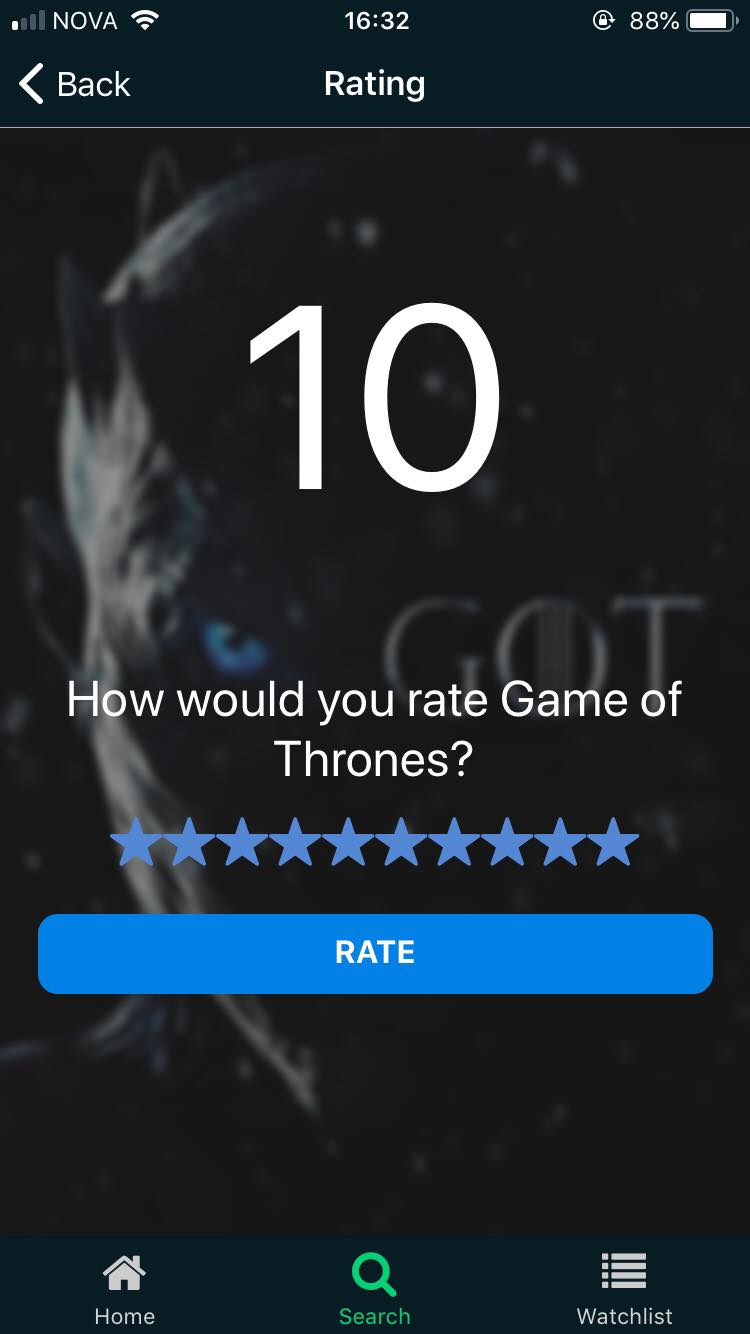 NOVA 16:32 88%
Back Rating
10
GOT
How would you rate Game of
Thrones?
RATE
Home Search Watchlist